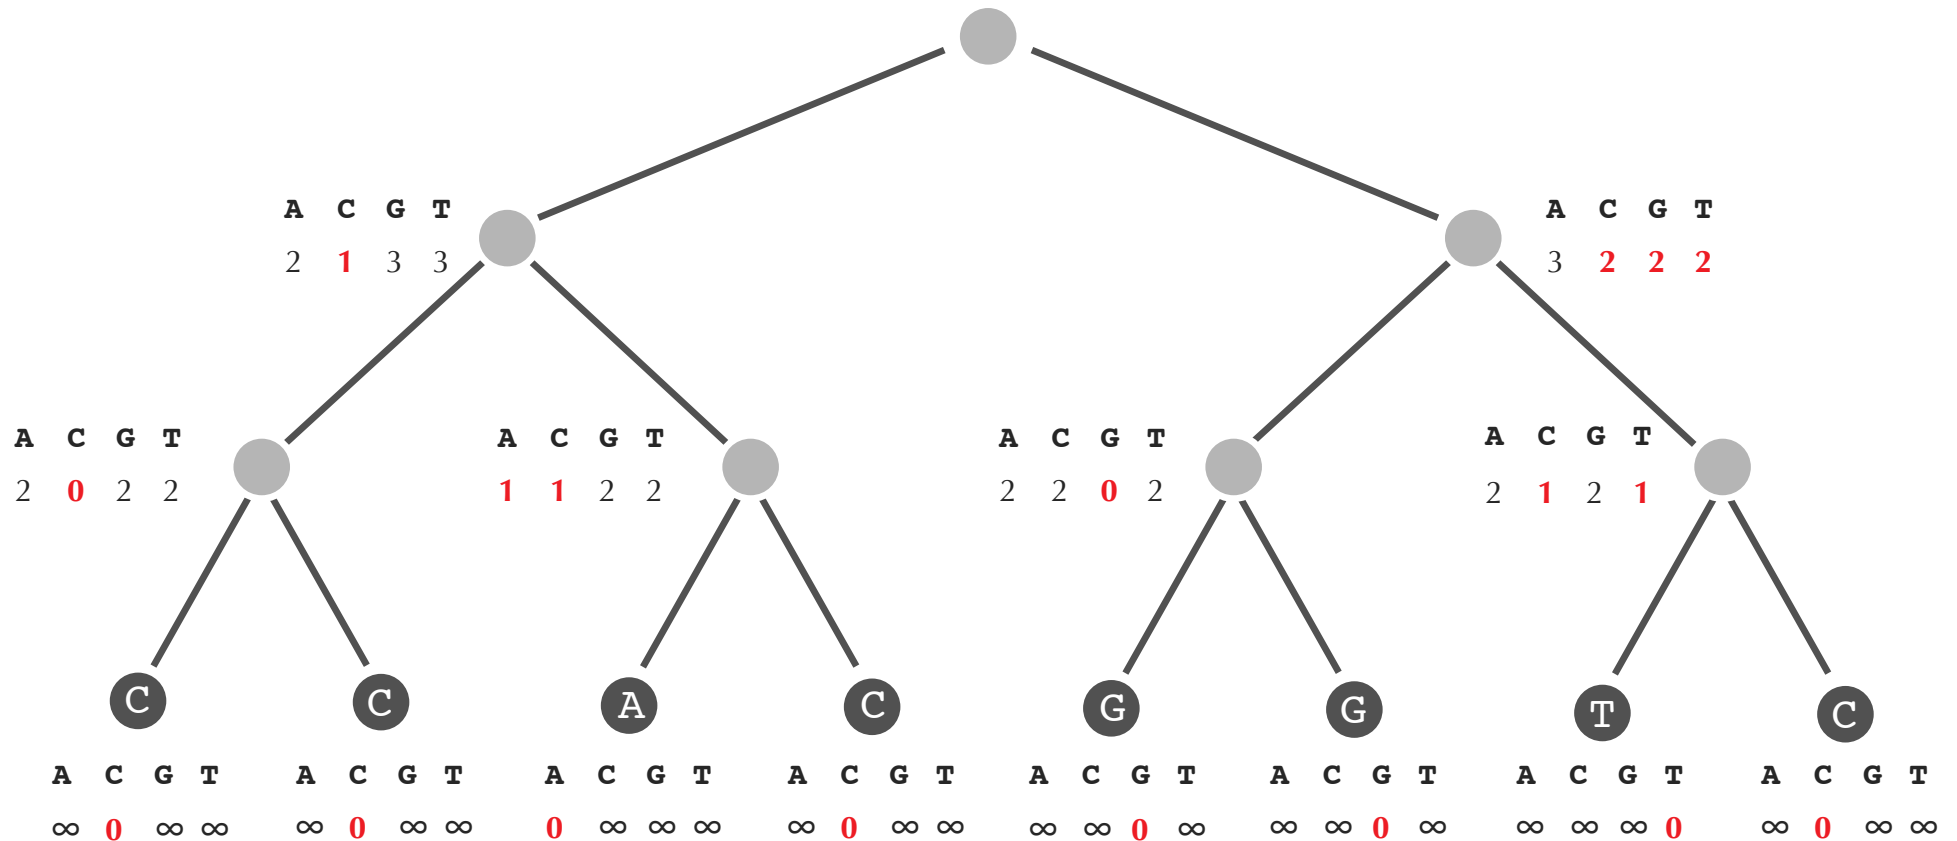 A C G T A C G T
2 1 3 3 3 2 2 2
A C G T A C G T A C G T A C G T
2 0 2 2 1 1 2 2 2 2 0 2 2 1 2 1
C C A C G G T C
A C G T A C G T A C G T A C G T A C G T A C G T A C G T A C G T
∞ 0 ∞ ∞ ∞ 0 ∞ ∞ 0 ∞ ∞ ∞ ∞ 0 ∞ ∞ ∞ ∞ 0 ∞ ∞ ∞ 0 ∞ ∞ ∞ ∞ 0 ∞ 0 ∞ ∞